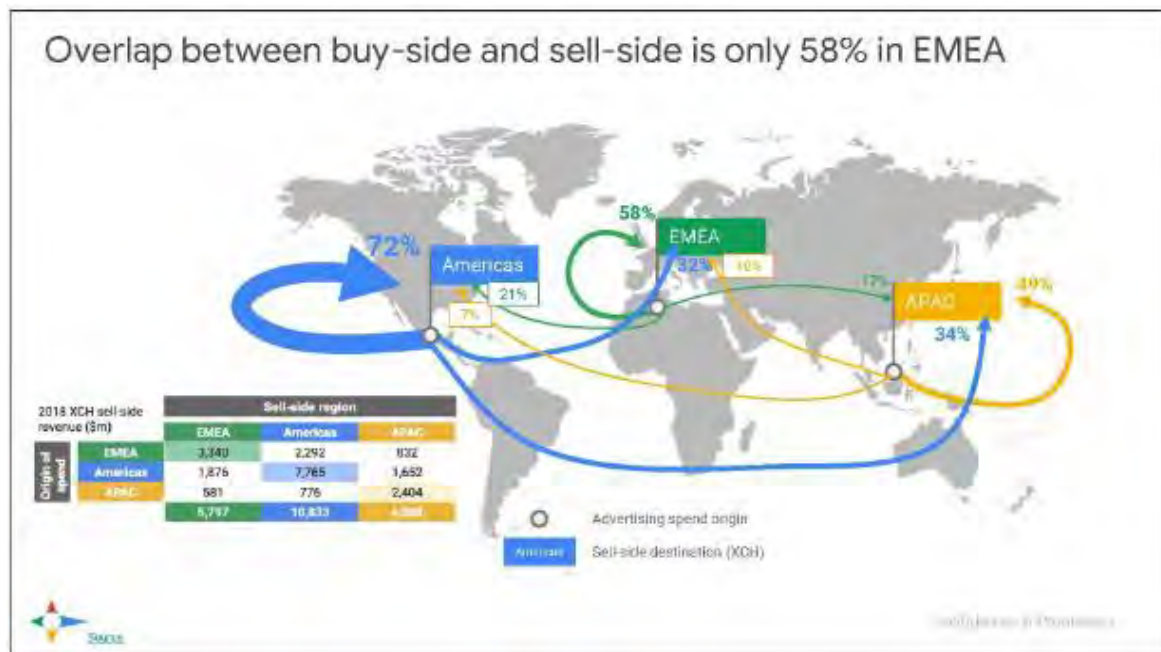 Overlap between buy-side and sell-side is only 58% in EMEA
58%
EMEA
72%
Americas
32%
10%
21%
7%
17%
APAC
49%
34%
2018 XCH sell-side
revenue ($m)
Sell-side region
EMEA Americas APAC
Origin of
spend
EMEA 3,340 2,292 832
Americas 1,876 7,765 1,652
APAC 581 776 2,404
5,797 10,833
Advertising spend origin
Americas
Sell-side destination (XCH)